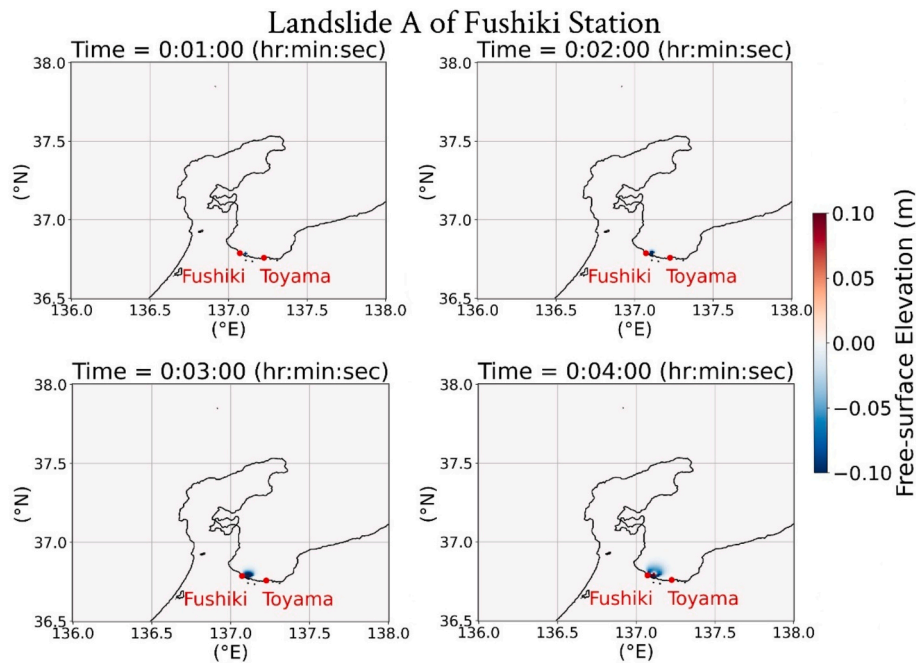 Landslide A of Fushiki Station
Time = 0:01:00 (hr:min:sec)
Time = 0:02:00 (hr:min:sec)
38.0
37.5
37.0
36.5
(°N)
Fushiki Toyama
136.0 136.5 137.0 137.5 138.0
(°E)
38.0
37.5
37.0
36.5
(°N)
Fushiki Toyama
136.0 136.5 137.0 137.5 138.0
(°E)
Time = 0:03:00 (hr:min:sec)
Time = 0:04:00 (hr:min:sec)
38.0
37.5
37.0
36.5
(°N)
Fushiki Toyama
136.0 136.5 137.0 137.5 138.0
(°E)
38.0
37.5
37.0
36.5
(°N)
Fushiki Toyama
136.0 136.5 137.0 137.5 138.0
(°E)
0.10
0.05
0.00
−0.05
−0.10
Free-surface Elevation (m)